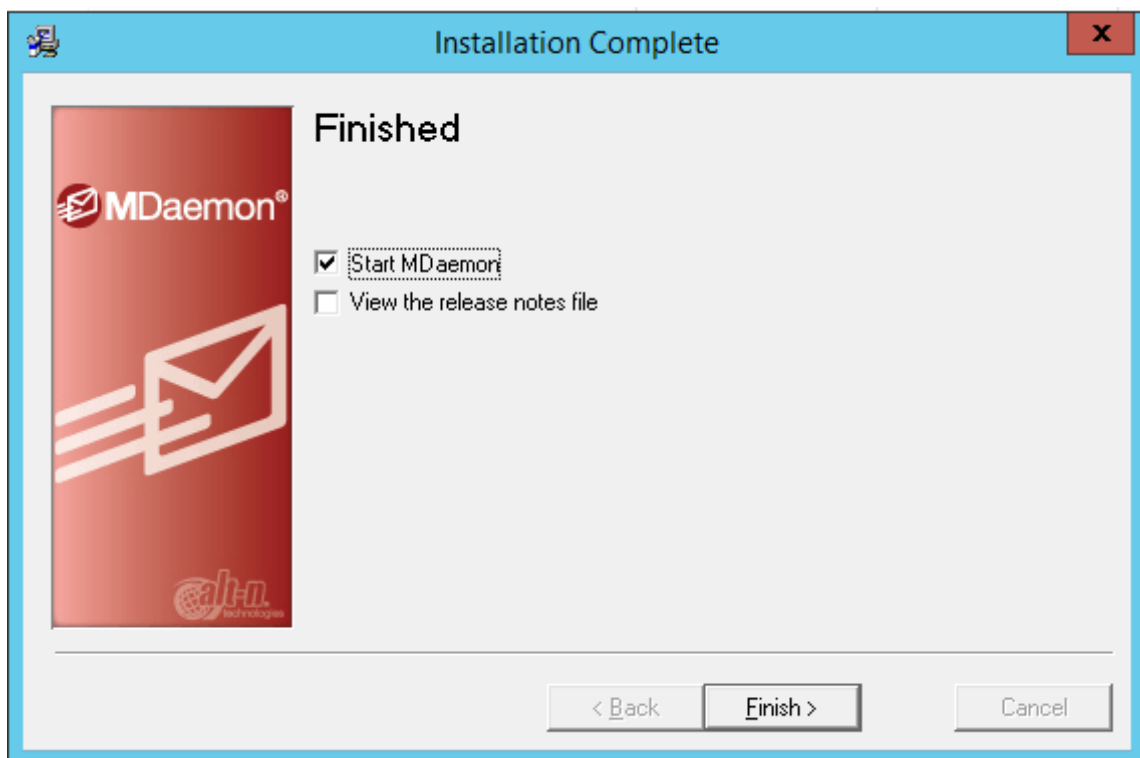 Installation Complete
x
MDaemon®
Finished
Start MDaemon
View the release notes file
alt-n.
technologies
< Back
Finish >
Cancel